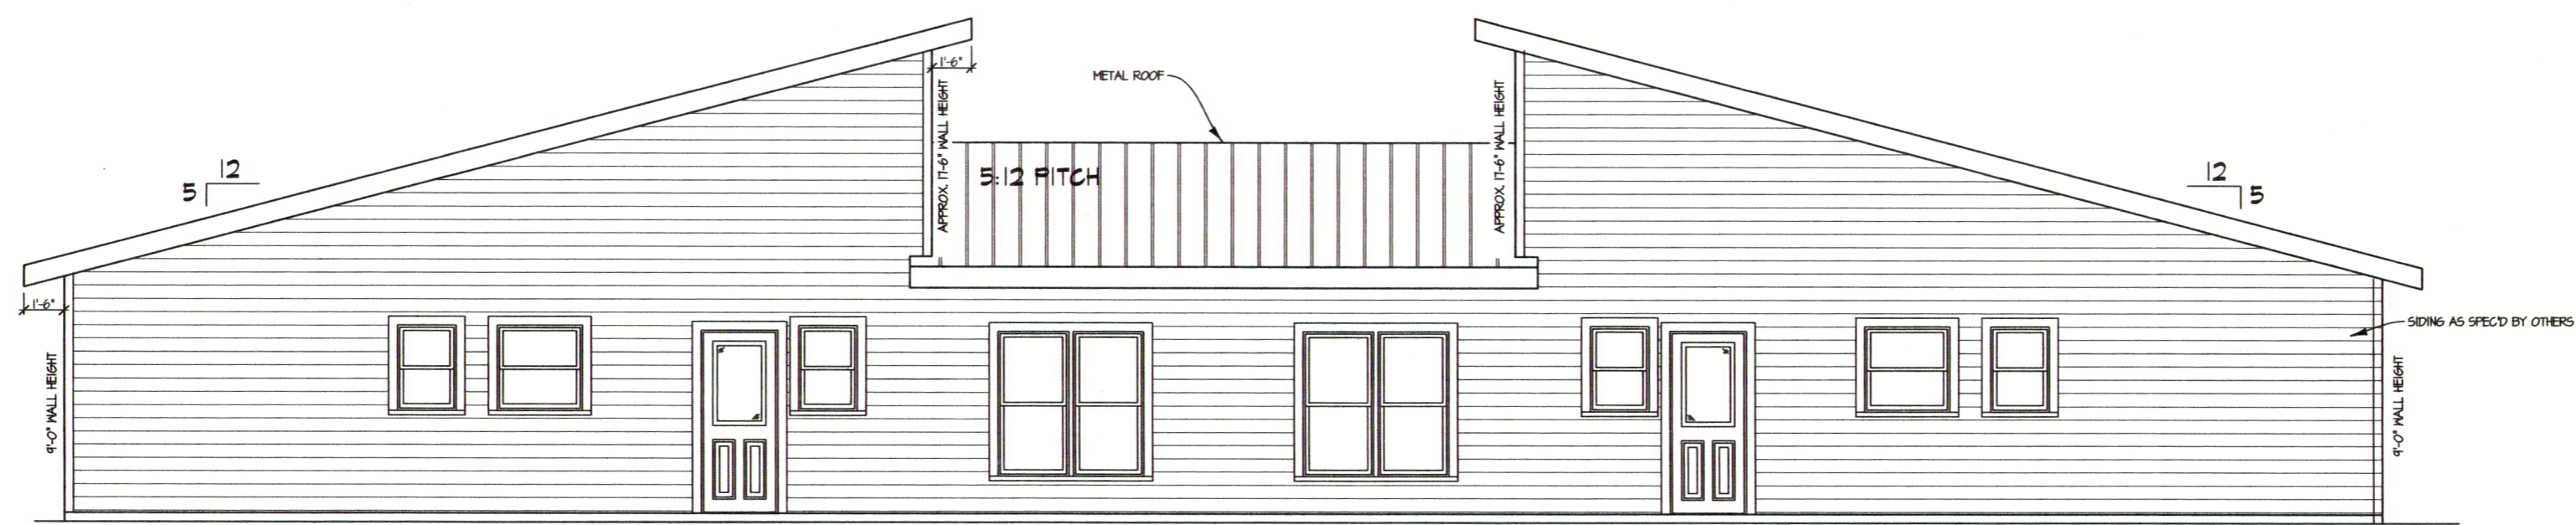 1'-6"
METAL ROOF
APPROX. 17'-6" WALL HEIGHT
APPROX. 17'-6" WALL HEIGHT
12
5
5:12 PITCH
12
5
1'-6"
SIDING AS SPEC'D BY OTHERS
9'-0" WALL HEIGHT
9'-0" WALL HEIGHT